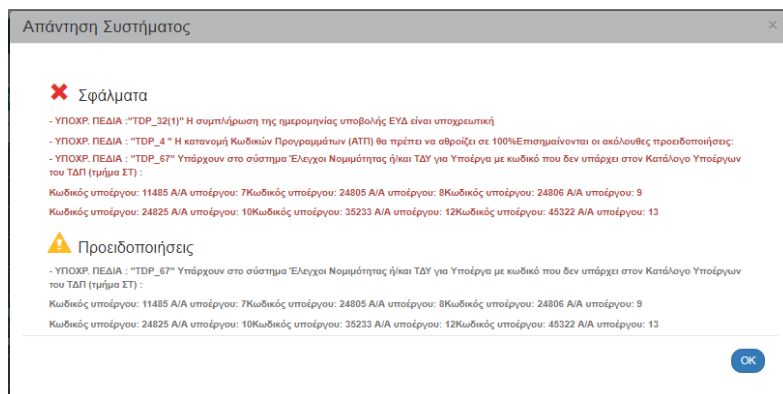 Απάντηση Συστήματος
×
Σφάλματα
- ΥΠΟΧΡ. ΠΕΔΙΑ :"TDP_32(1)" Η συμπλήρωση της ημερομηνίας υποβολής ΕΥΔ είναι υποχρεωτική
- ΥΠΟΧΡ. ΠΕΔΙΑ : "TDP_4 " Η κατανομή Κωδικών Προγραμμάτων (ΑΤΠ) θα πρέπει να αθροίζει σε 100%Επισημαίνονται οι ακόλουθες προειδοποιήσεις:
- ΥΠΟΧΡ. ΠΕΔΙΑ : "TDP_67" Υπάρχουν στο σύστημα Έλεγχοι Νομιμότητας ή/και ΤΔΥ για Υποέργα με κωδικό που δεν υπάρχει στον Κατάλογο Υποέργων
του ΤΔΠ (τμήμα ΣΤ) :
Κωδικός υποέργου: 11485 Α/Α υποέργου: 7Κωδικός υποέργου: 24805 Α/Α υποέργου: 8Κωδικός υποέργου: 24806 Α/Α υποέργου: 9
Κωδικός υποέργου: 24825 Α/Α υποέργου: 10Κωδικός υποέργου: 35233 Α/Α υποέργου: 12Κωδικός υποέργου: 45322 Α/Α υποέργου: 13
Προειδοποιήσεις
- ΥΠΟΧΡ. ΠΕΔΙΑ : "TDP_67" Υπάρχουν στο σύστημα Έλεγχοι Νομιμότητας ή/και ΤΔΥ για Υποέργα με κωδικό που δεν υπάρχει στον Κατάλογο Υποέργων
του ΤΔΠ (τμήμα ΣΤ) :
Κωδικός υποέργου: 11485 Α/Α υποέργου: 7Κωδικός υποέργου: 24805 Α/Α υποέργου: 8Κωδικός υποέργου: 24806 Α/Α υποέργου: 9
Κωδικός υποέργου: 24825 Α/Α υποέργου: 10Κωδικός υποέργου: 35233 Α/Α υποέργου: 12Κωδικός υποέργου: 45322 Α/Α υποέργου: 13
OK